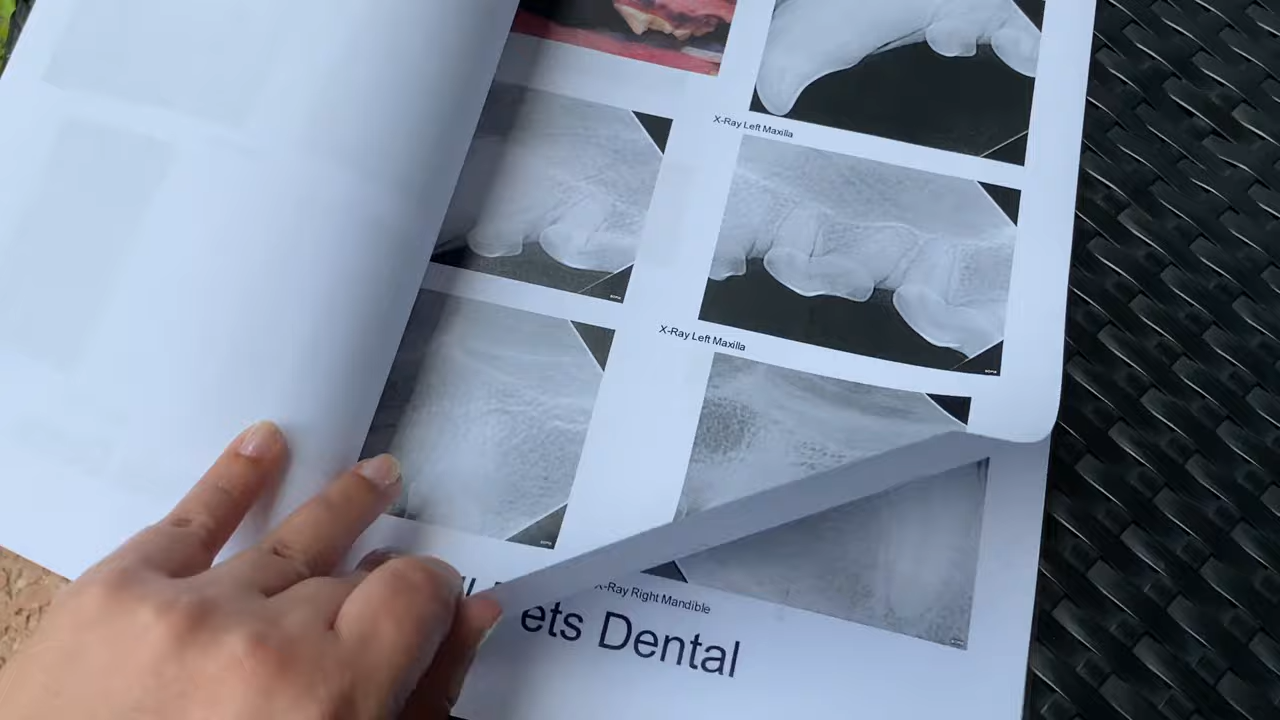 X-Ray Left Maxilla
X-Ray Left Maxilla
X-Ray Right Mandible
ets Dental